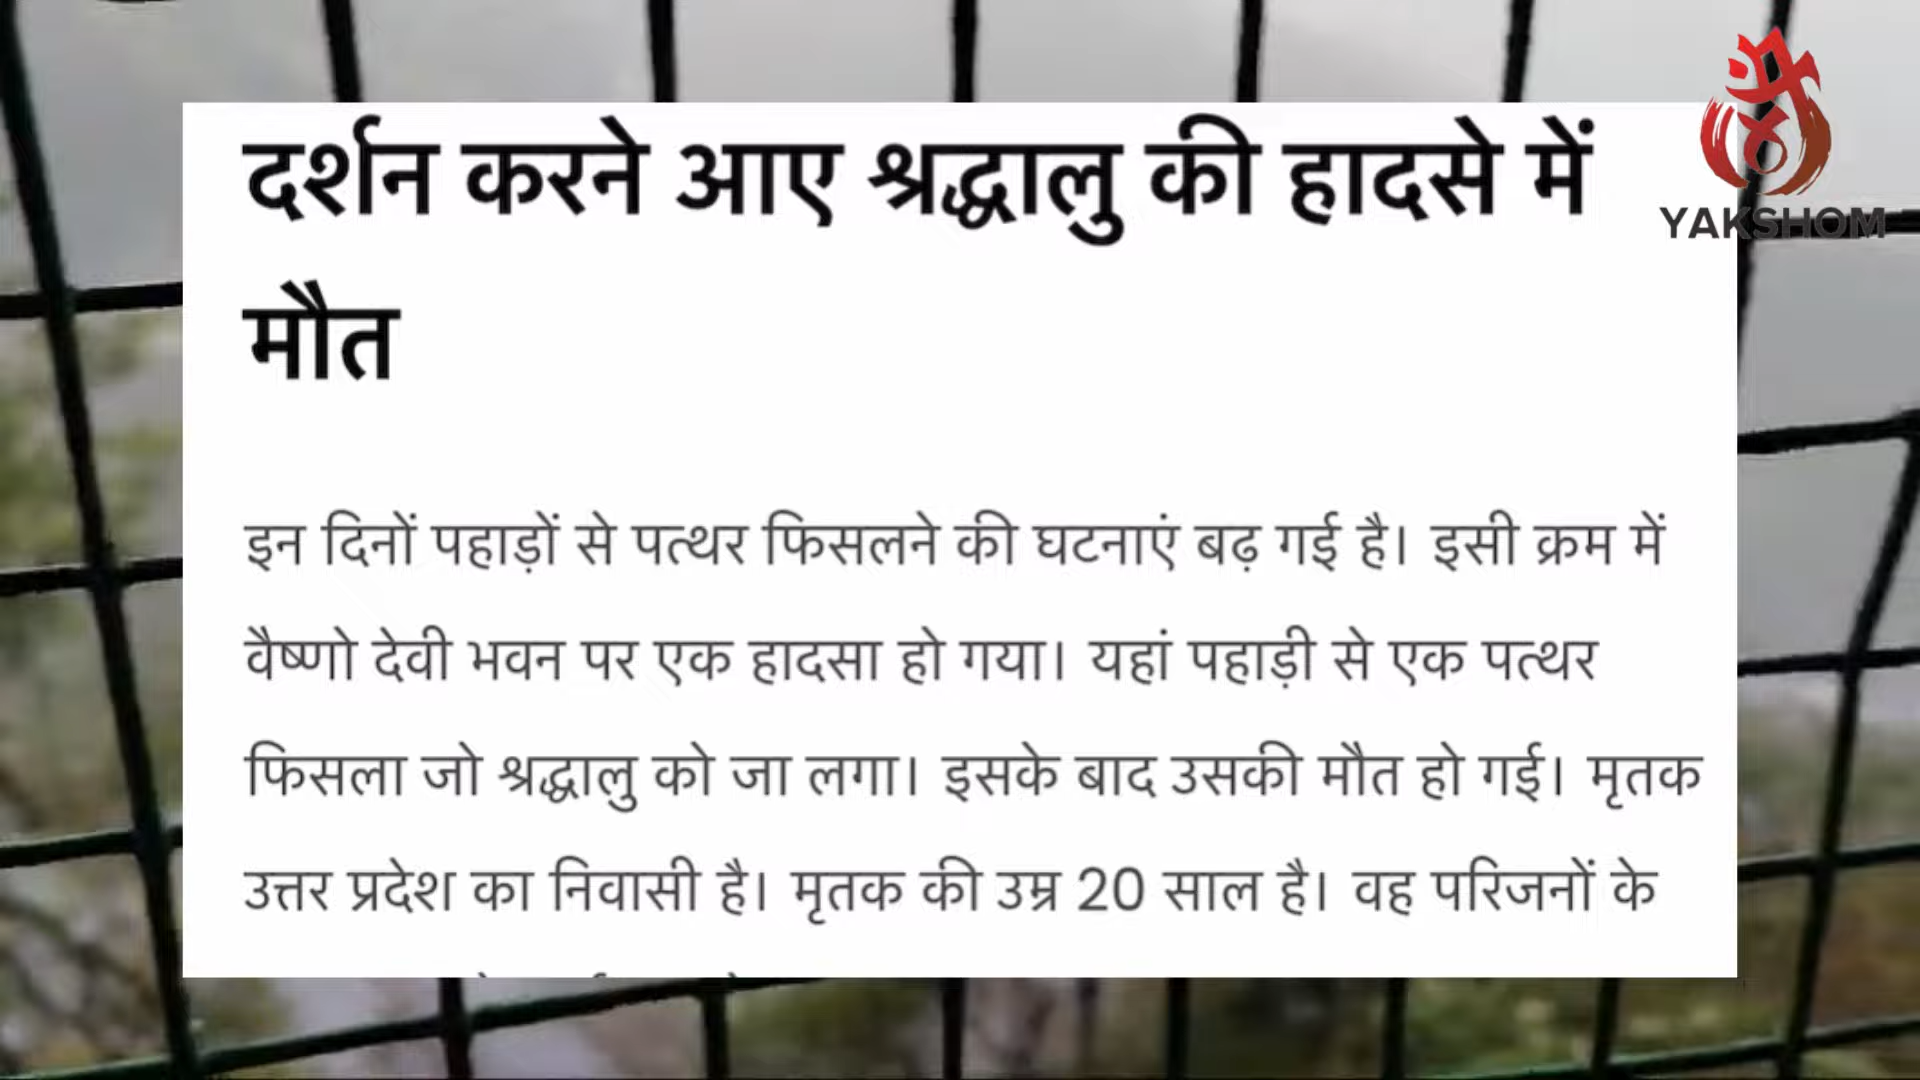 दर्शन करने आए श्रद्धालु की हादसे में
मौत
इन दिनों पहाड़ों से पत्थर फिसलने की घटनाएं बढ़ गई है। इसी क्रम में
वैष्णो देवी भवन पर एक हादसा हो गया। यहां पहाड़ी से एक पत्थर
फिसला जो श्रद्धालु को जा लगा। इसके बाद उसकी मौत हो गई। मृतक
उत्तर प्रदेश का निवासी है। मृतक की उम्र 20 साल है। वह परिजनों के
YAKSHOM